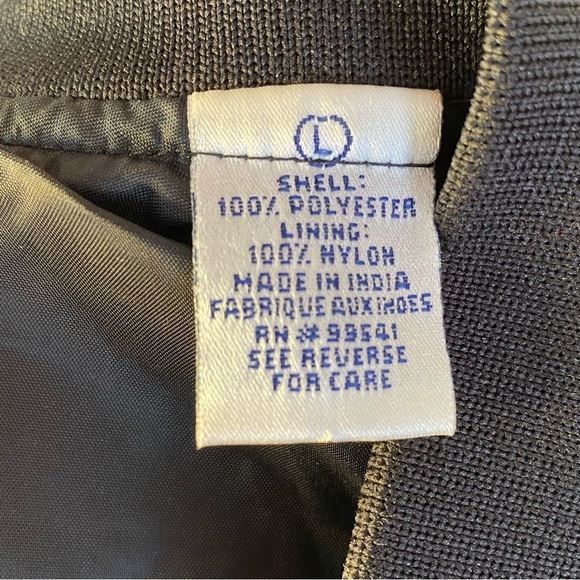 L
SHELL:
100% POLYESTER
LINING:
100% NYLON
MADE IN INDIA
FABRIQUE AUX INDES
RN # 99541
SEE REVERSE
FOR CARE